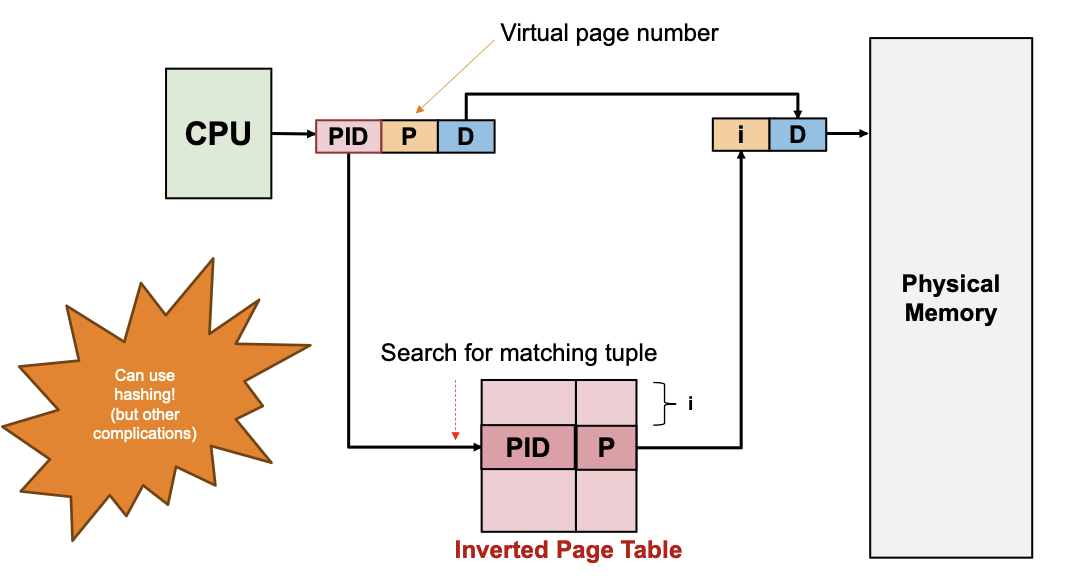 Virtual page number
CPU
PID P D
i D
Physical
Memory
Search for matching tuple
i
Can use
hashing!
(but other
complications)
PID P
Inverted Page Table